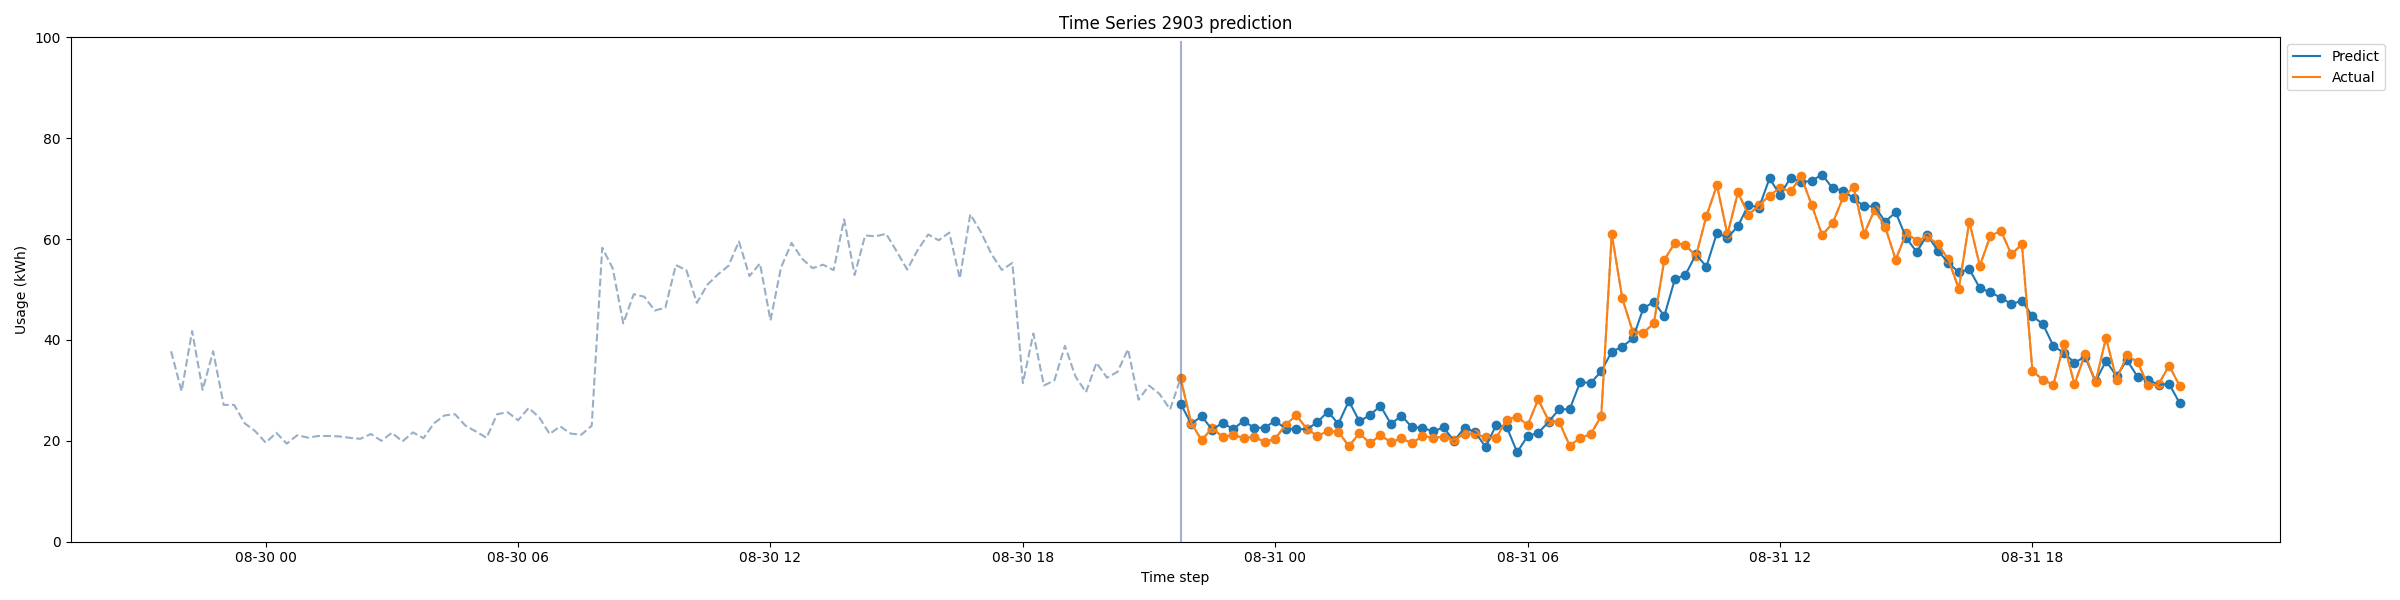 Time Series 2903 prediction
Predict
Actual
Usage (kWh)
100
80
60
40
20
0
08-30 00
08-30 06
08-30 12
08-30 18
08-31 00
08-31 06
08-31 12
08-31 18
Time step